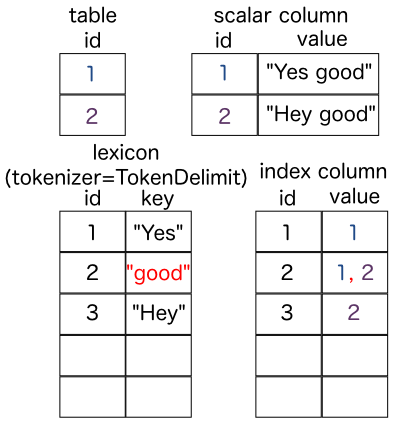 table
id
1
2
scalar column
id value
1 "Yes good"
2 "Hey good"
lexicon
(tokenizer=TokenDelimit)
id key
1 "Yes"
2 "good"
3 "Hey"
index column
id value
1 1
2 1, 2
3 2